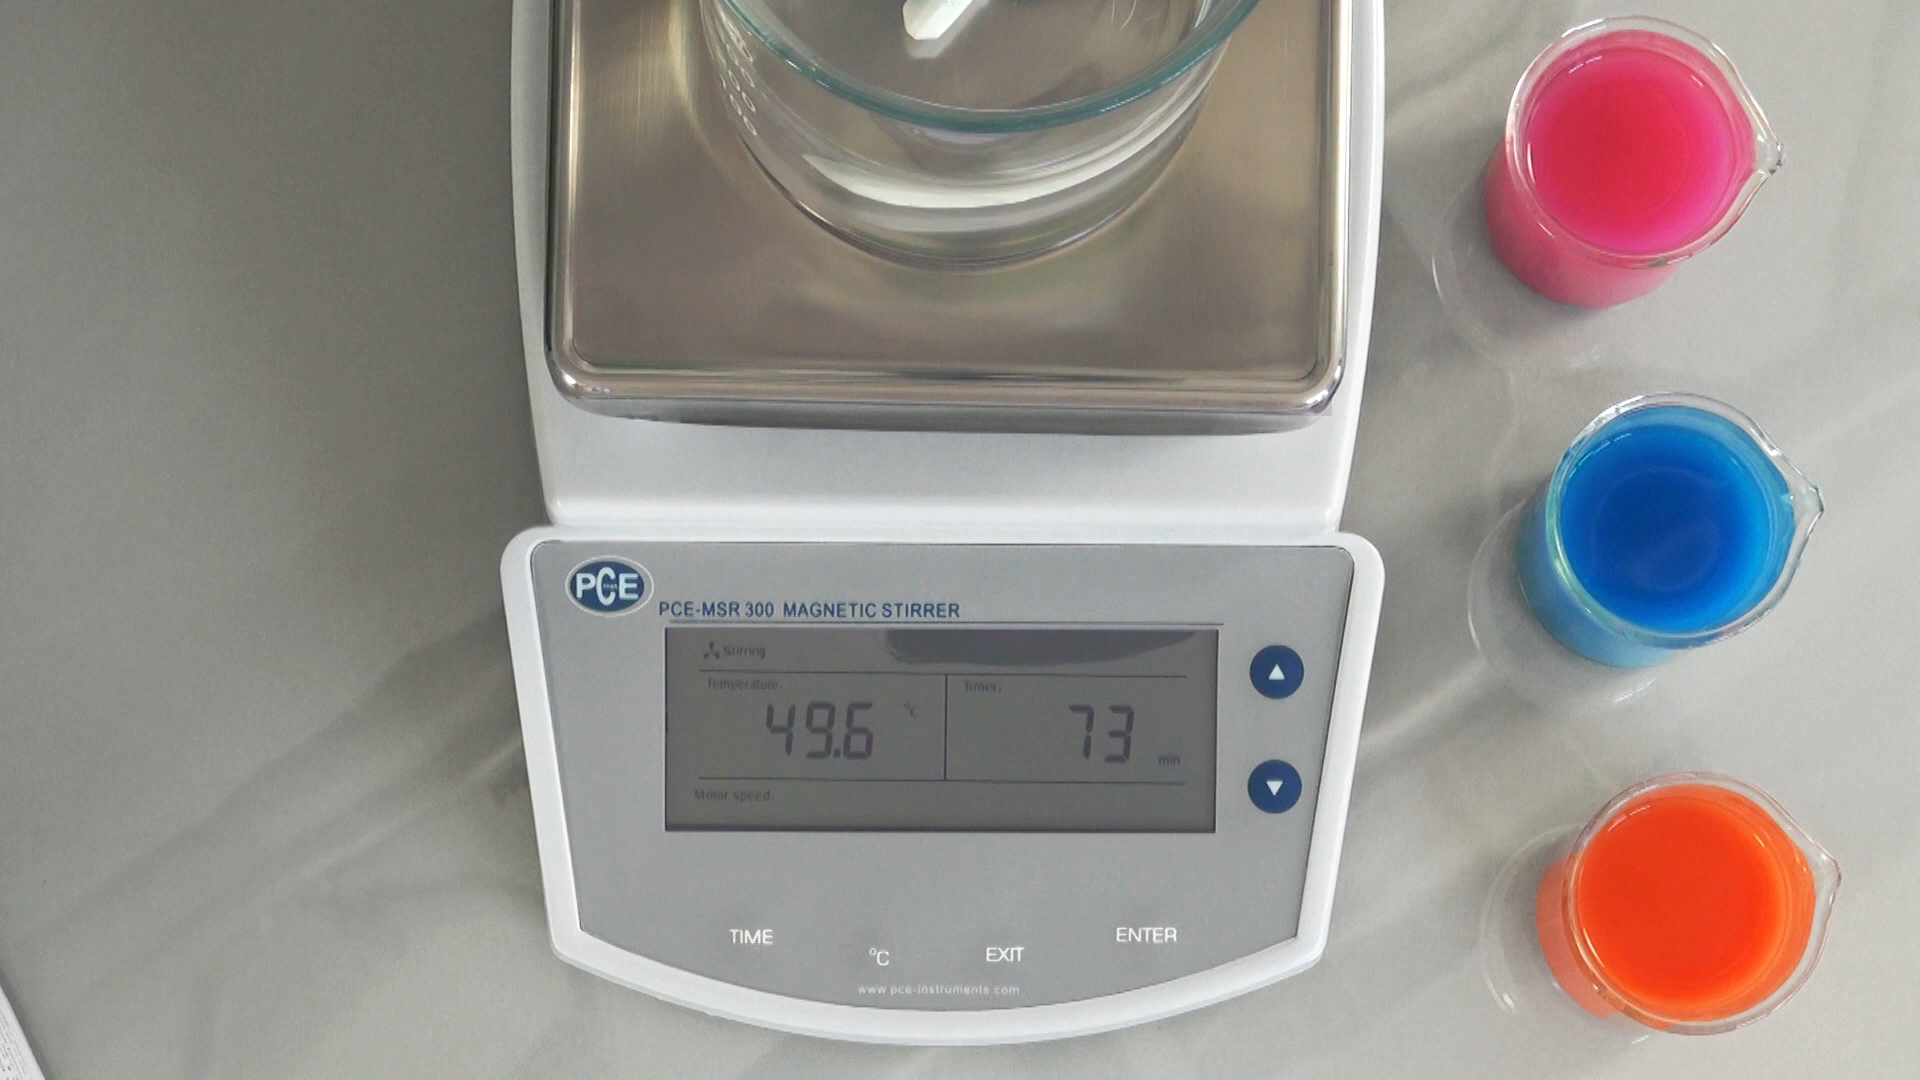 PCE
PCE-MSR 300 MAGNETIC STIRRER
Stirring
Temperature. Timer.
49.6 °C 73 min
Motor speed.
TIME °C EXIT ENTER
www.pce-instruments.com